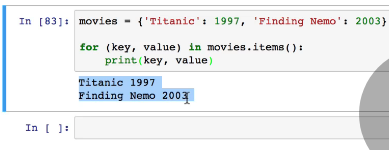 In [83]: movies = {'Titanic': 1997, 'Finding Nemo': 2003}
for (key, value) in movies.items():
    print(key, value)
Titanic 1997
Finding Nemo 2003
In [ ]: